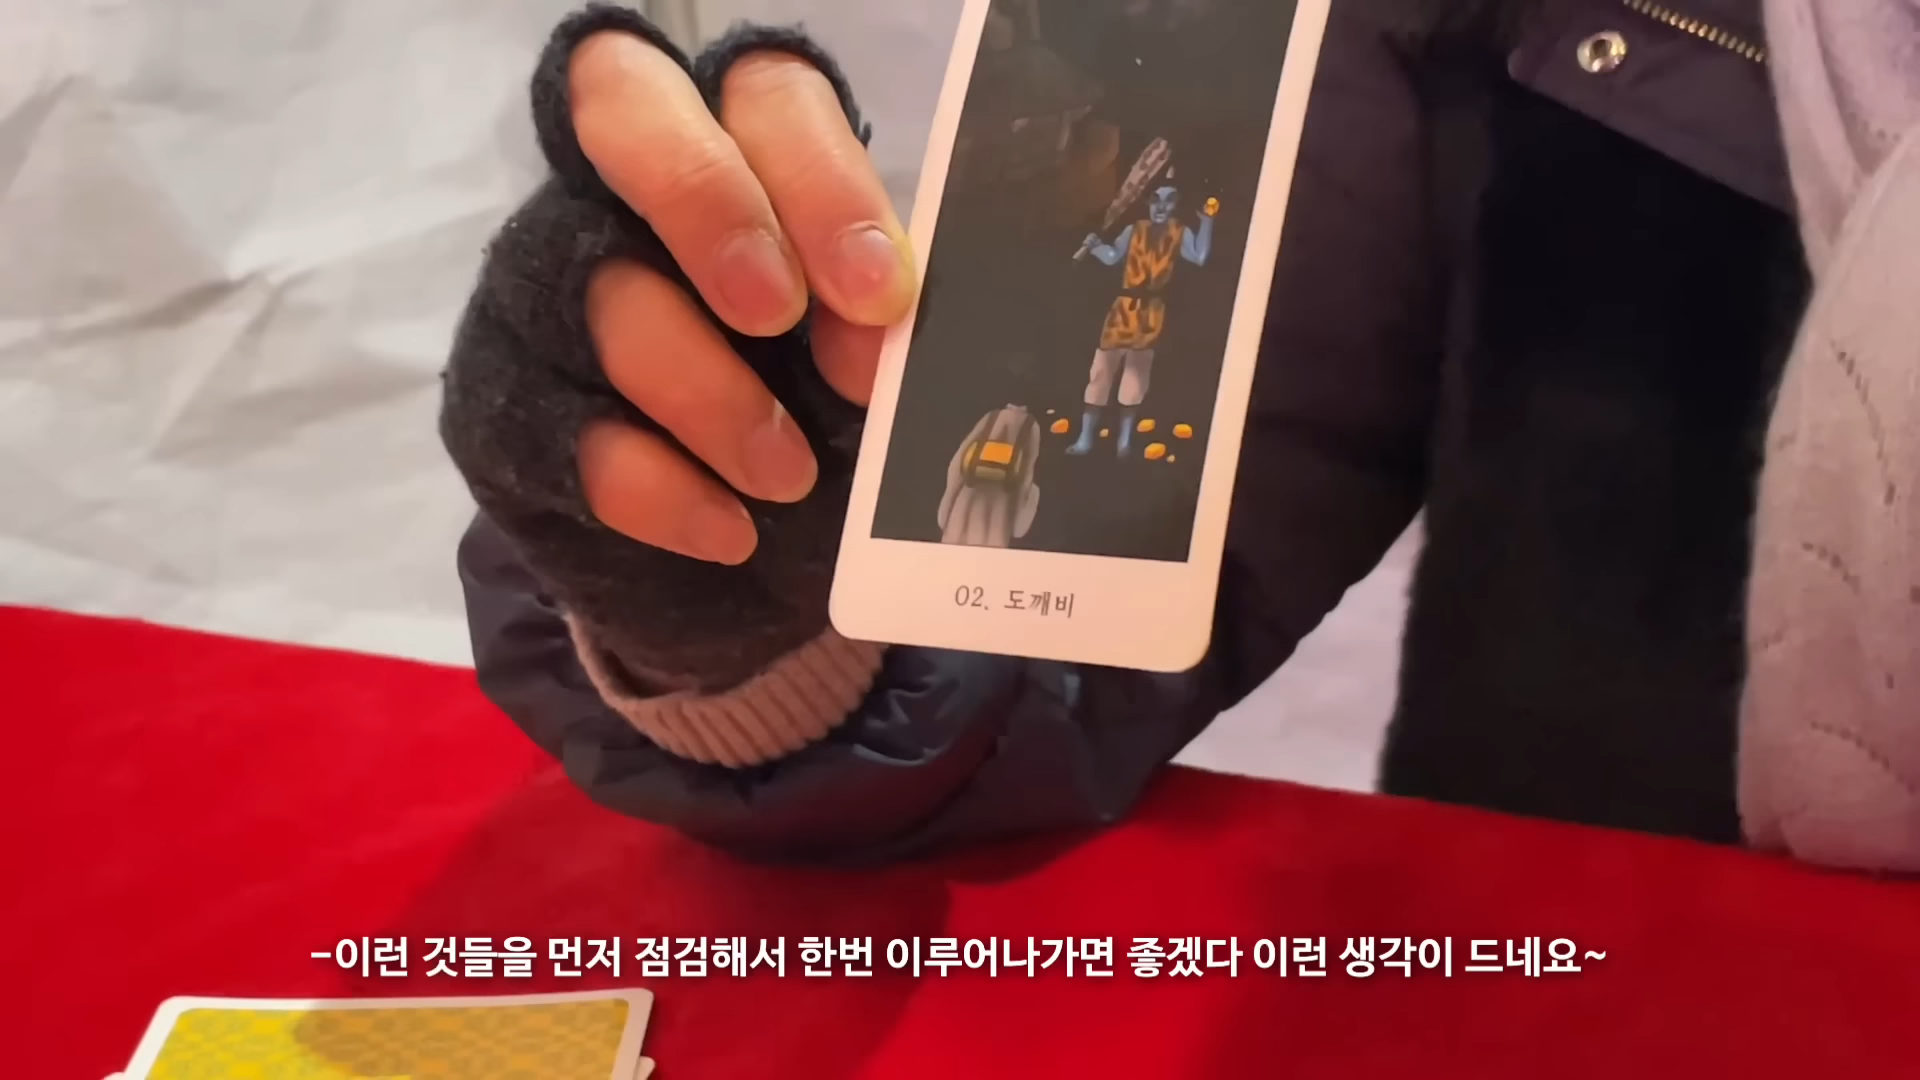 02. 도깨비
-이런 것들을 먼저 점검해서 한번 이루어나가면 좋겠다 이런 생각이 드네요~